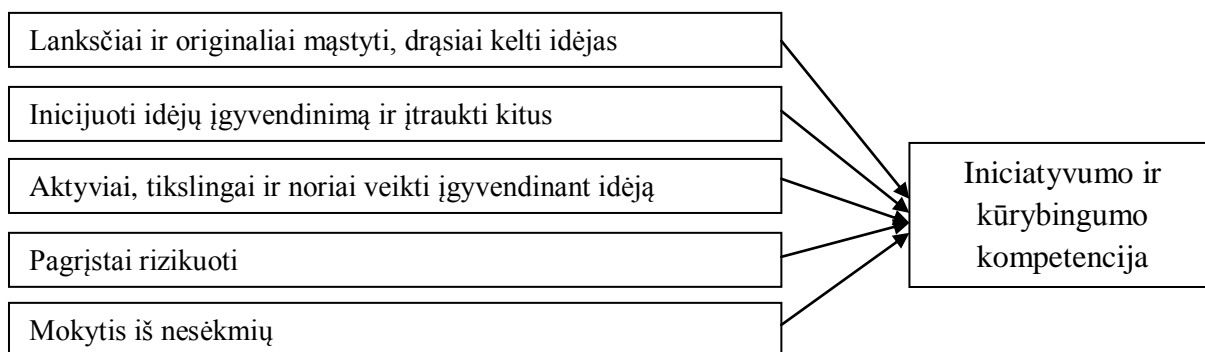 Lanksčiai ir originaliai mąstyti, drąsiai kelti idėjas
Inicijuoti idėjų įgyvendinimą ir įtraukti kitus
Aktyviai, tikslingai ir noriai veikti įgyvendinant idėją
Pagrįstai rizikuoti
Mokytis iš nesėkmių
Iniciatyvumo ir
kūrybingumo
kompetencija